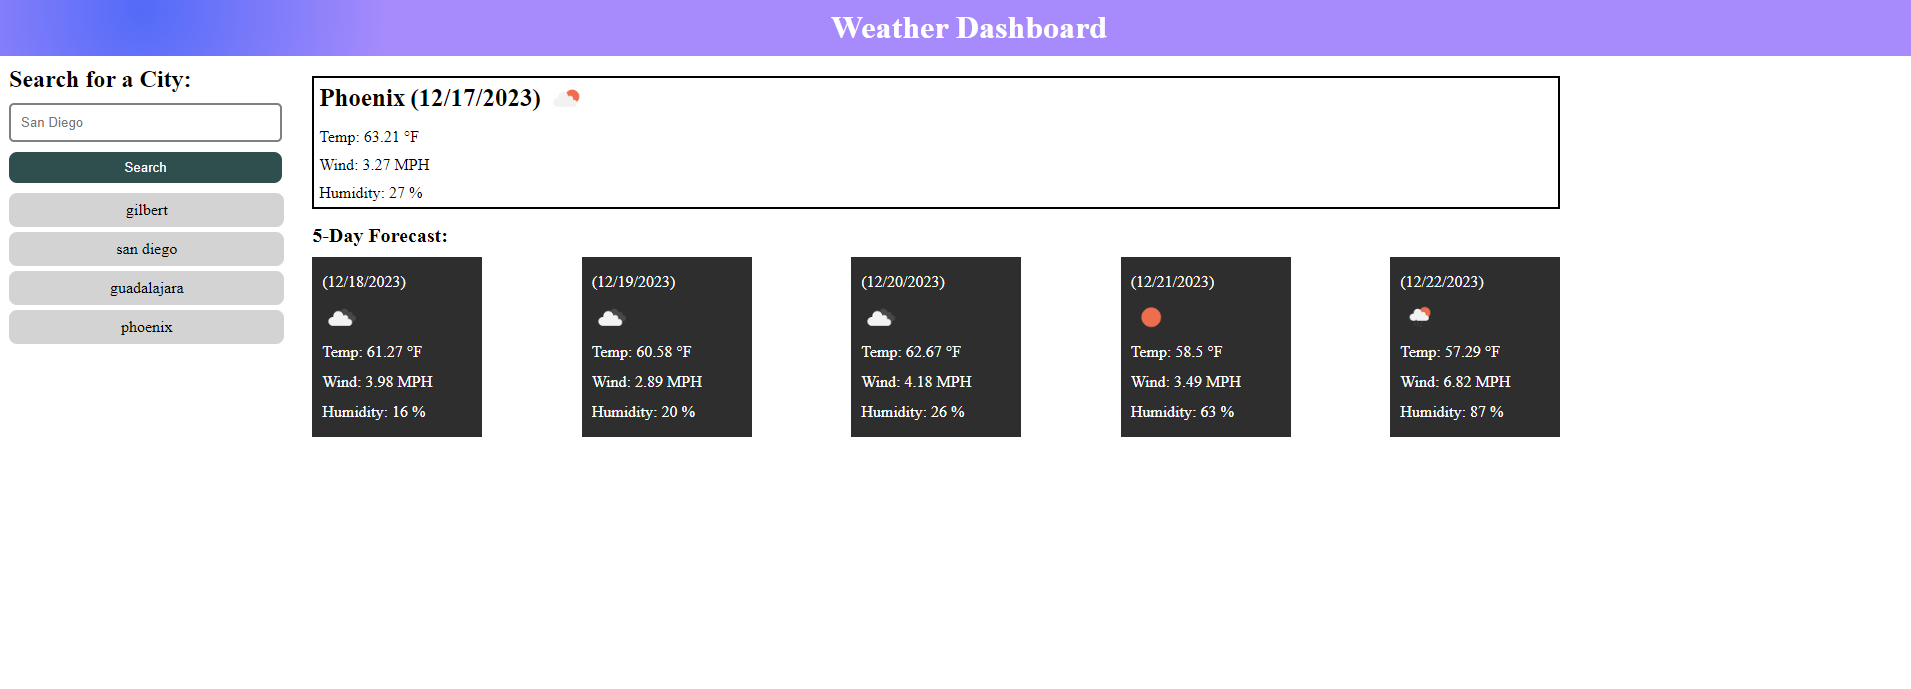 Weather Dashboard
Search for a City:
San Diego
Search
gilbert
san diego
guadalajara
phoenix
Phoenix (12/17/2023)
Temp: 63.21 °F
Wind: 3.27 MPH
Humidity: 27 %
5-Day Forecast:
(12/18/2023)
Temp: 61.27 °F
Wind: 3.98 MPH
Humidity: 16 %
(12/19/2023)
Temp: 60.58 °F
Wind: 2.89 MPH
Humidity: 20 %
(12/20/2023)
Temp: 62.67 °F
Wind: 4.18 MPH
Humidity: 26 %
(12/21/2023)
Temp: 58.5 °F
Wind: 3.49 MPH
Humidity: 63 %
(12/22/2023)
Temp: 57.29 °F
Wind: 6.82 MPH
Humidity: 87 %